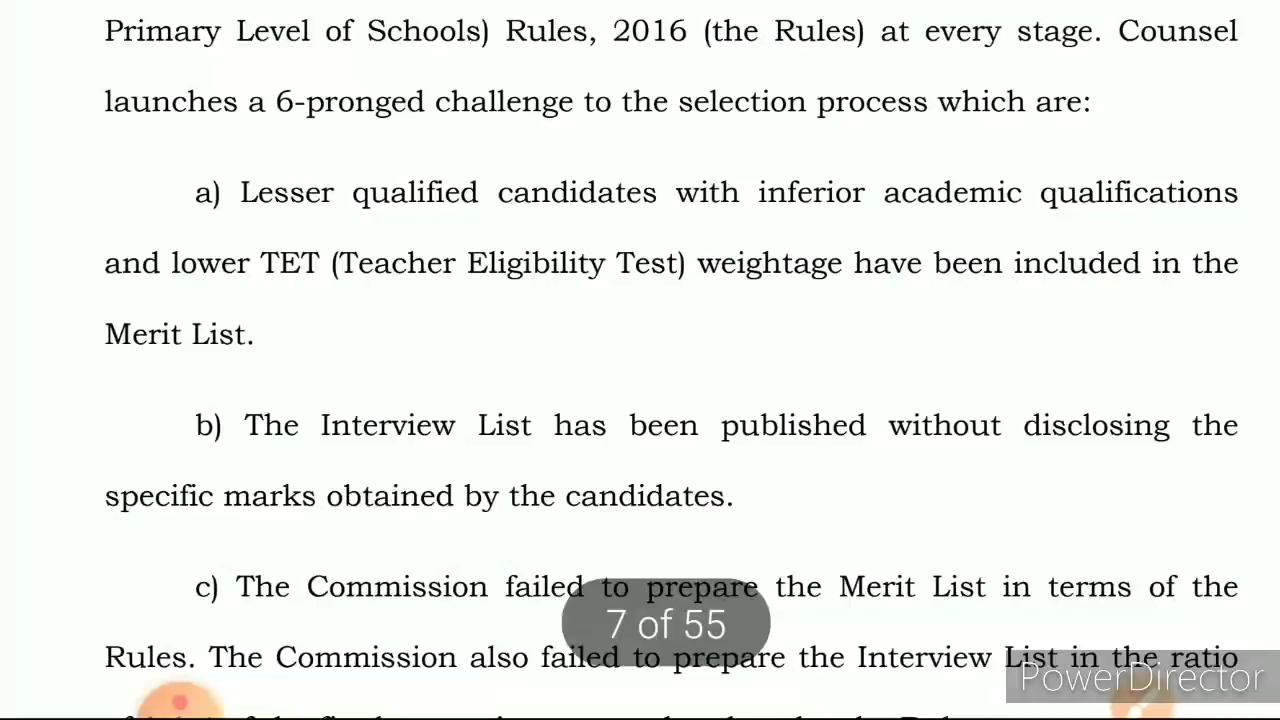 Primary Level of Schools) Rules, 2016 (the Rules) at every stage. Counsel
launches a 6-pronged challenge to the selection process which are:
a) Lesser qualified candidates with inferior academic qualifications
and lower TET (Teacher Eligibility Test) weightage have been included in the
Merit List.
b) The Interview List has been published without disclosing the
specific marks obtained by the candidates.
c) The Commission failed to prepare the Merit List in terms of the
7 of 55
Rules. The Commission also failed to prepare the Interview List in the ratio
PowerDirector